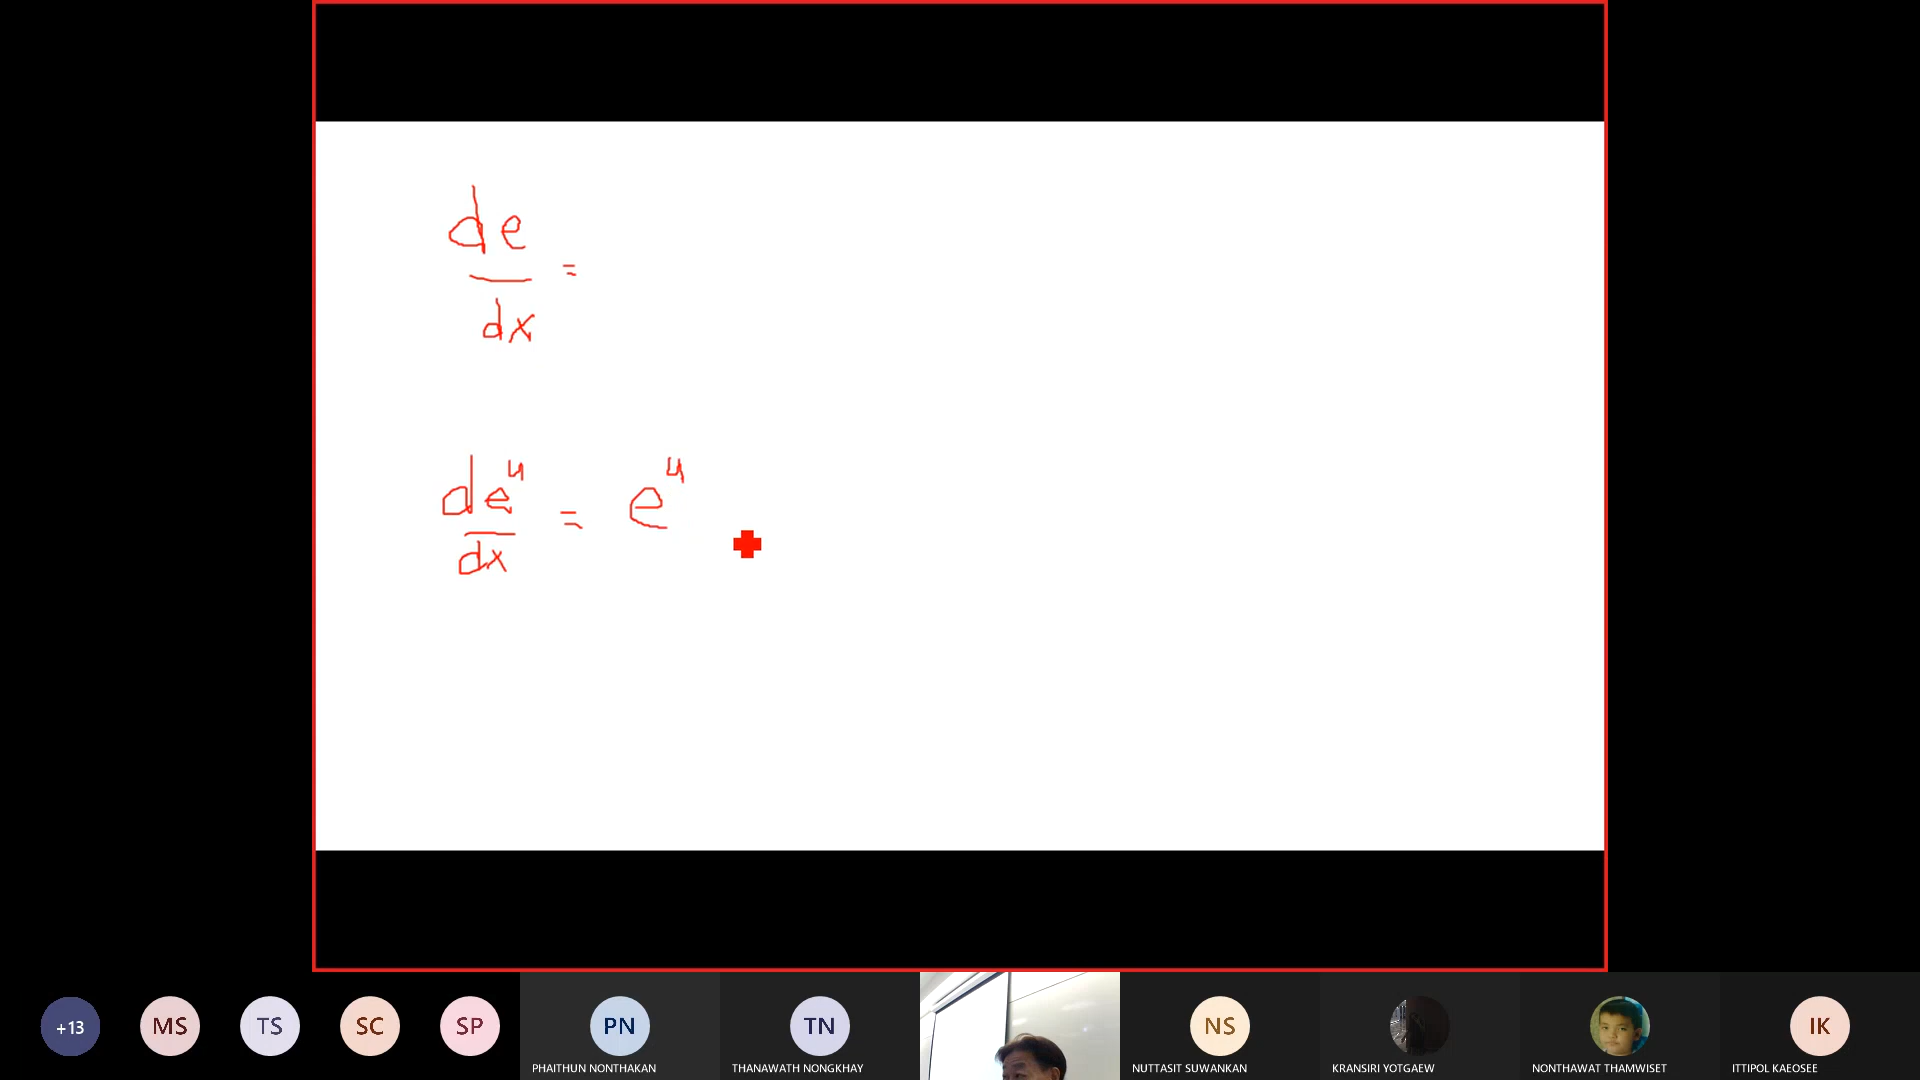 de
— =
dx
de^u
— = e^u
dx
+13 MS TS SC SP PN TN NS IK
PHAITHUN NONTHAKAN THANAWATH NONGKHAY NUTTASIT SUWANKAN KRANSIRI YOTGAEW NONTHAWAT THAMWISET ITTIPOL KAEOSEE